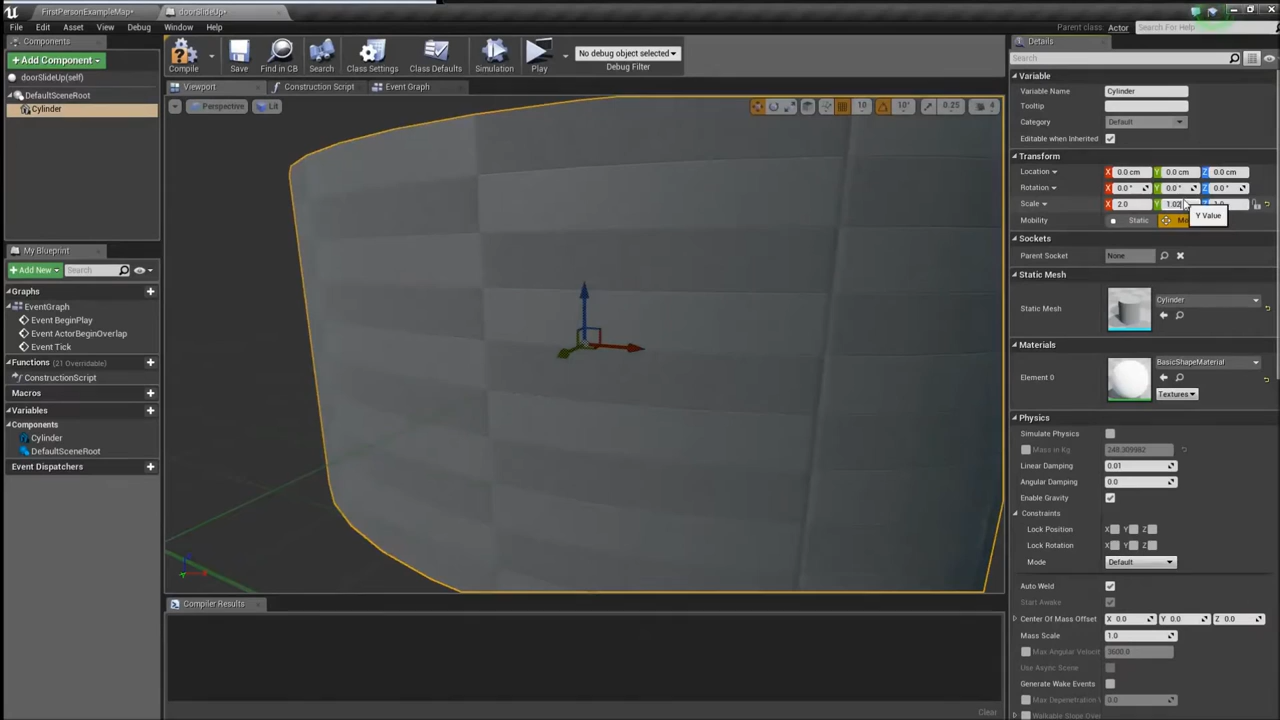 FirstPersonExampleMap*
doorSlideUp*
File Edit Asset View Debug Window Help
Parent class: Actor
Search For Help
Components
+ Add Component
doorSlideUp(self)
DefaultSceneRoot
Cylinder
My Blueprint
+ Add New
Search
Graphs
EventGraph
Event BeginPlay
Event ActorBeginOverlap
Event Tick
Functions (21 Overridable)
ConstructionScript
Macros
Variables
Components
Cylinder
DefaultSceneRoot
Event Dispatchers
Compile
Save
Find in CB
Search
Class Settings
Class Defaults
Simulation
Play
No debug object selected
Debug Filter
Viewport
Construction Script
Event Graph
Perspective
Lit
10
10°
0.25
4
Compiler Results
Clear
Details
Search
Variable
Variable Name Cylinder
Tooltip
Category Default
Editable when Inherited
Transform
Location X 0.0 cm Y 0.0 cm Z 0.0 cm
Rotation X 0.0 ° Y 0.0 ° Z 0.0 °
Scale X 2.0 Y 1.02
Y Value
Mobility Static
Sockets
Parent Socket None
Static Mesh
Static Mesh Cylinder
Materials
Element 0 BasicShapeMaterial
Textures
Physics
Simulate Physics
Mass in Kg 248.309982
Linear Damping 0.01
Angular Damping 0.0
Enable Gravity
Constraints
Lock Position X Y Z
Lock Rotation X Y Z
Mode Default
Auto Weld
Start Awake
Center Of Mass Offset X 0.0 Y 0.0 Z 0.0
Mass Scale 1.0
Max Angular Velocit 3600.0
Use Async Scene
Generate Wake Events
Max Depenetration V 0.0
Walkable Slope Over